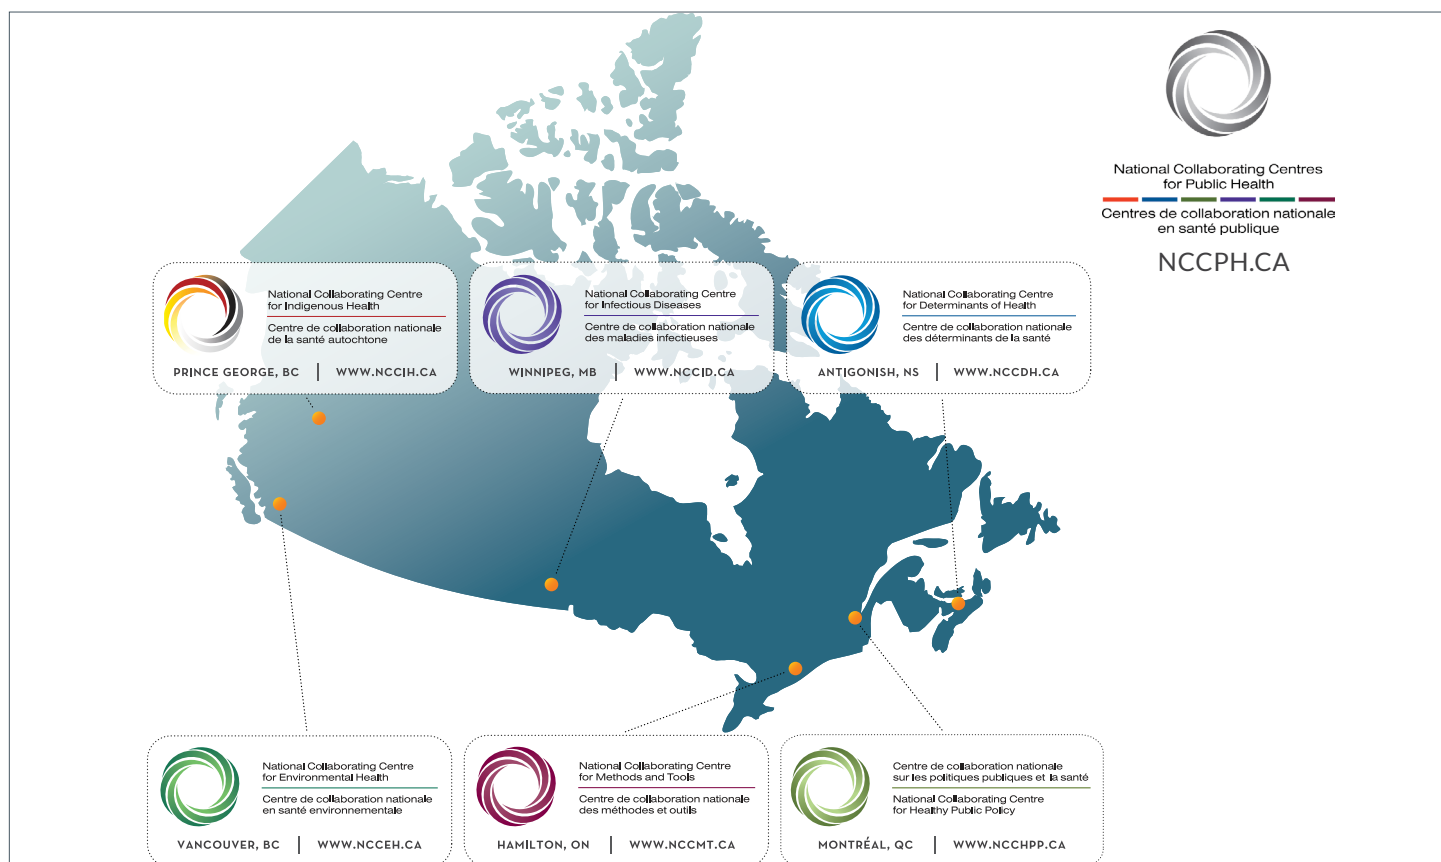 National Collaborating Centres
for Public Health
Centres de collaboration nationale
en santé publique
NCCPH.CA
National Collaborating Centre
for Indigenous Health
Centre de collaboration nationale
de la santé autochtone
PRINCE GEORGE, BC | WWW.NCCIH.CA
National Collaborating Centre
for Infectious Diseases
Centre de collaboration nationale
des maladies infectieuses
WINNIPEG, MB | WWW.NCCID.CA
National Collaborating Centre
for Determinants of Health
Centre de collaboration nationale
des déterminants de la santé
ANTIGONISH, NS | WWW.NCCDH.CA
National Collaborating Centre
for Environmental Health
Centre de collaboration nationale
en santé environnementale
VANCOUVER, BC | WWW.NCCEH.CA
National Collaborating Centre
for Methods and Tools
Centre de collaboration nationale
des méthodes et outils
HAMILTON, ON | WWW.NCCMT.CA
Centre de collaboration nationale
sur les politiques publiques et la santé
National Collaborating Centre
for Healthy Public Policy
MONTRÉAL, QC | WWW.NCCHPP.CA